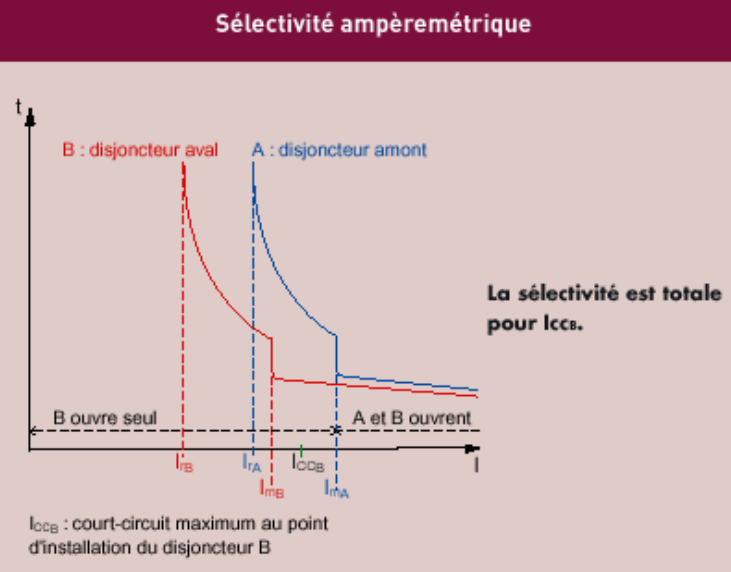 Sélectivité ampèremétrique
t
B : disjoncteur aval
A : disjoncteur amont
La sélectivité est totale
pour IccB.
B ouvre seul
A et B ouvrent
IrB
IrA
ICCB
I
ImB
ImA
ICCB : court-circuit maximum au point
d'installation du disjoncteur B